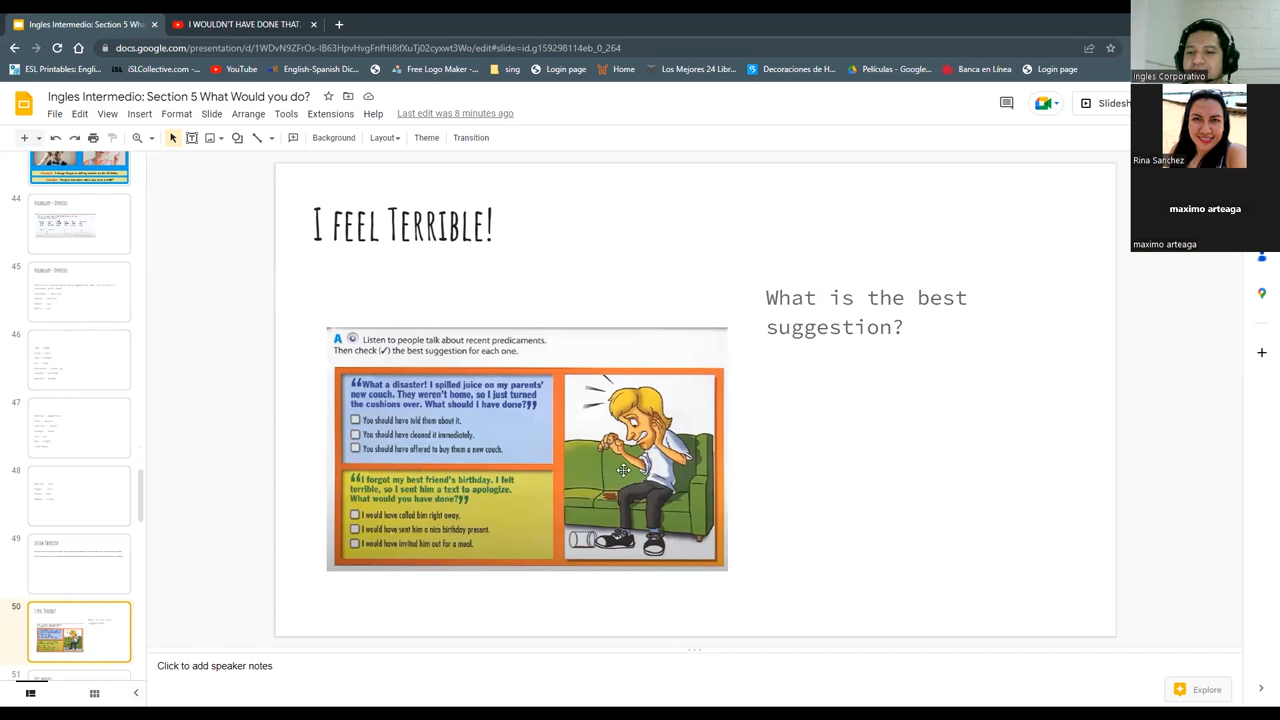 Ingles Intermedio: Section 5 What
I WOULDN'T HAVE DONE THAT.
docs.google.com/presentation/d/1WDvN9ZFrOs-IB63HpvHvgFnfHi8ifXuTj02cyxwt3Wo/edit#slide=id.g159298114eb_0_264
ESL Printables: Engli...
iSLCollective.com -...
YouTube
English-Spanish Dic...
Free Logo Maker -...
sing
Login page
Home
Los Mejores 24 List...
Decoraciones de H...
Películas - Google...
Banca en Línea
Login page
Ingles Intermedio: Section 5 What Would you do?
File Edit View Insert Format Slide Arrange Tools Extensions Help
Last edit was 8 minutes ago
Slidesh
Background Layout Theme Transition
Ingles Corporativo
Rina Sanchez
maximo arteaga
maximo arteaga
44
45
46
47
48
49
50
I feel Terrible!
51
I feel Terrible!
What is the best
suggestion?
A Listen to people talk about recent predicaments.
Then check (✓) the best suggestion for each one.
“What a disaster! I spilled juice on my parents’
new couch. They weren’t home, so I just turned
the cushions over. What should I have done?”
You should have told them about it.
You should have cleaned it immediately.
You should have offered to buy them a new couch.
“I forgot my best friend’s birthday. I felt
terrible, so I sent him a text to apologize.
What would you have done?”
I would have called him right away.
I would have sent him a nice birthday present.
I would have invited him out for a meal.
Click to add speaker notes
Explore